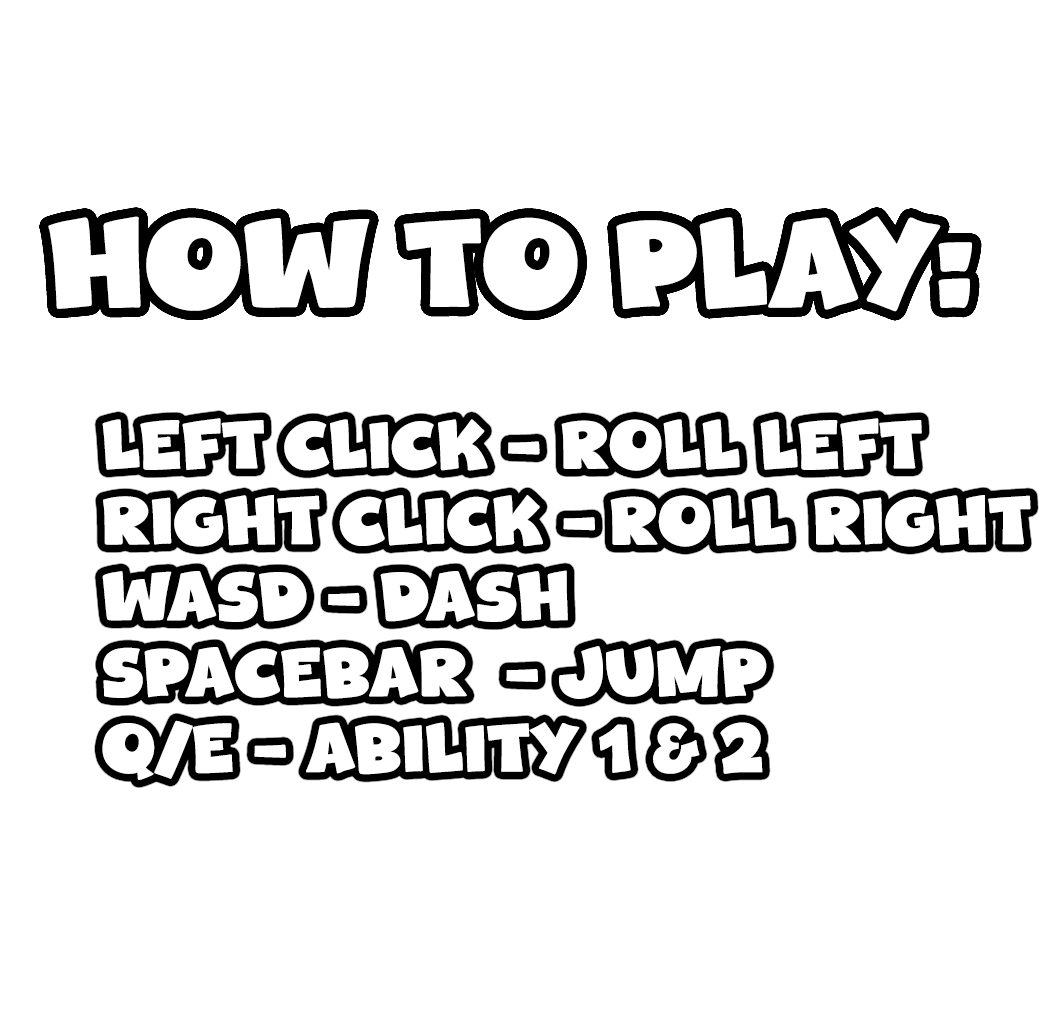 HOW TO PLAY:
LEFT CLICK - ROLL LEFT
RIGHT CLICK - ROLL RIGHT
WASD - DASH
SPACEBAR - JUMP
Q/E - ABILITY 1 & 2